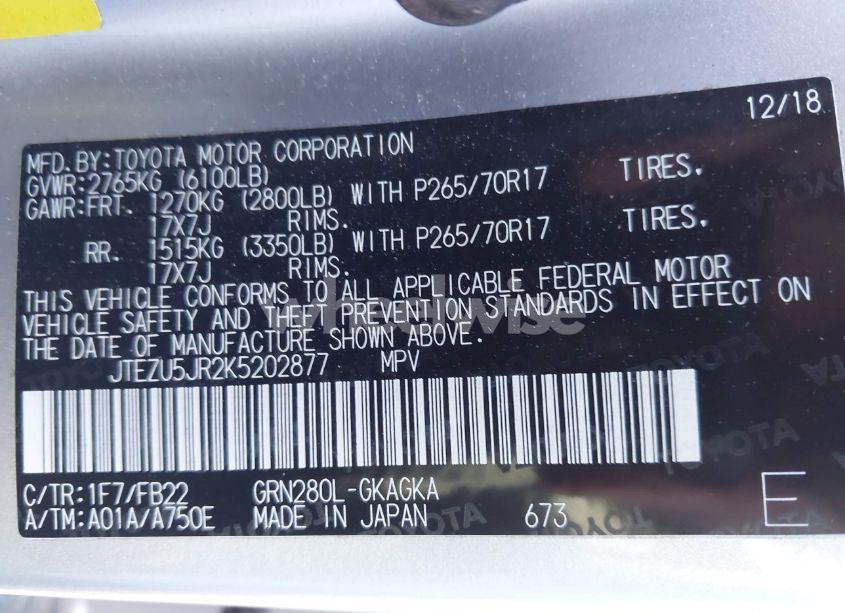 12/18
MFD.BY:TOYOTA MOTOR CORPORATION
GVWR:2765KG (6100LB)
GAWR:FRT. 1270KG (2800LB) WITH P265/70R17 TIRES.
17X7J RIMS.
RR. 1515KG (3350LB) WITH P265/70R17 TIRES.
17X7J RIMS.
THIS VEHICLE CONFORMS TO ALL APPLICABLE FEDERAL MOTOR
VEHICLE SAFETY AND THEFT PREVENTION STANDARDS IN EFFECT ON
THE DATE OF MANUFACTURE SHOWN ABOVE.
wheelwise
JTEZU5JR2K5202877 MPV
C/TR:1F7/FB22 GRN280L-GKAGKA
A/TM:A01A/A750E MADE IN JAPAN 673
E